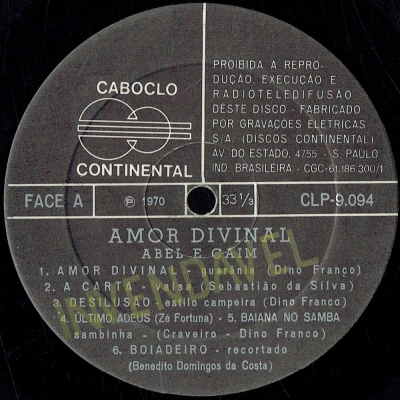 CABOCLO
CONTINENTAL
PROIBIDA A REPRO-
DUÇÃO, EXECUÇÃO E
RADIOTELEDIFUSÃO
DESTE DISCO - FABRICADO
POR GRAVAÇÕES ELÉTRICAS
S/A. (DISCOS CONTINENTAL)
AV. DO ESTADO, 4755 - S. PAULO
IND. BRASILEIRA - CGC-61.186.300/1
FACE A
Ⓟ 1970
33 1/3
CLP-9.094
AMOR DIVINAL
ABEL E CAIM
1. AMOR DIVINAL - guarânia (Dino Franco)
2. A CARTA - valsa (Sebastião da Silva)
3. DESILUSÃO - estilo campeira (Dino Franco)
4. ÚLTIMO ADEUS (Zé Fortuna) - 5. BAIANA NO SAMBA
sambinha - (Craveiro - Dino Franco)
6. BOIADEIRO - recortado
(Benedito Domingos da Costa)
INVENDÁVEL